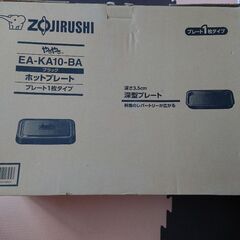 ZOJIRUSHI
やきやき
EA-KA10-BA
ブラック
ホットプレート
プレート1枚タイプ
プレート1枚タイプ
深さ3.5cm
深型プレート
料理のレパートリーが広がる